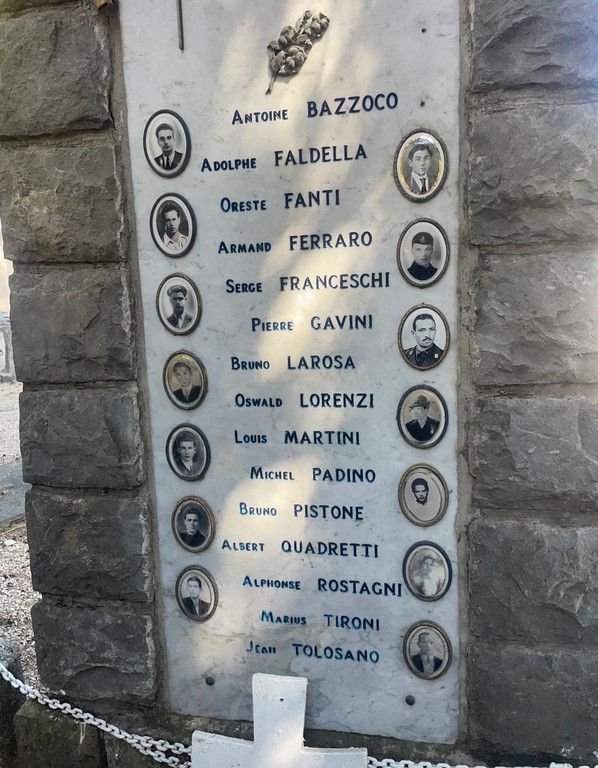 Antoine BAZZOCO
Adolphe FALDELLA
Oreste FANTI
Armand FERRARO
Serge FRANCESCHI
Pierre GAVINI
Bruno LAROSA
Oswald LORENZI
Louis MARTINI
Michel PADINO
Bruno PISTONE
Albert QUADRETTI
Alphonse ROSTAGNI
Marius TIRONI
Jean TOLOSANO